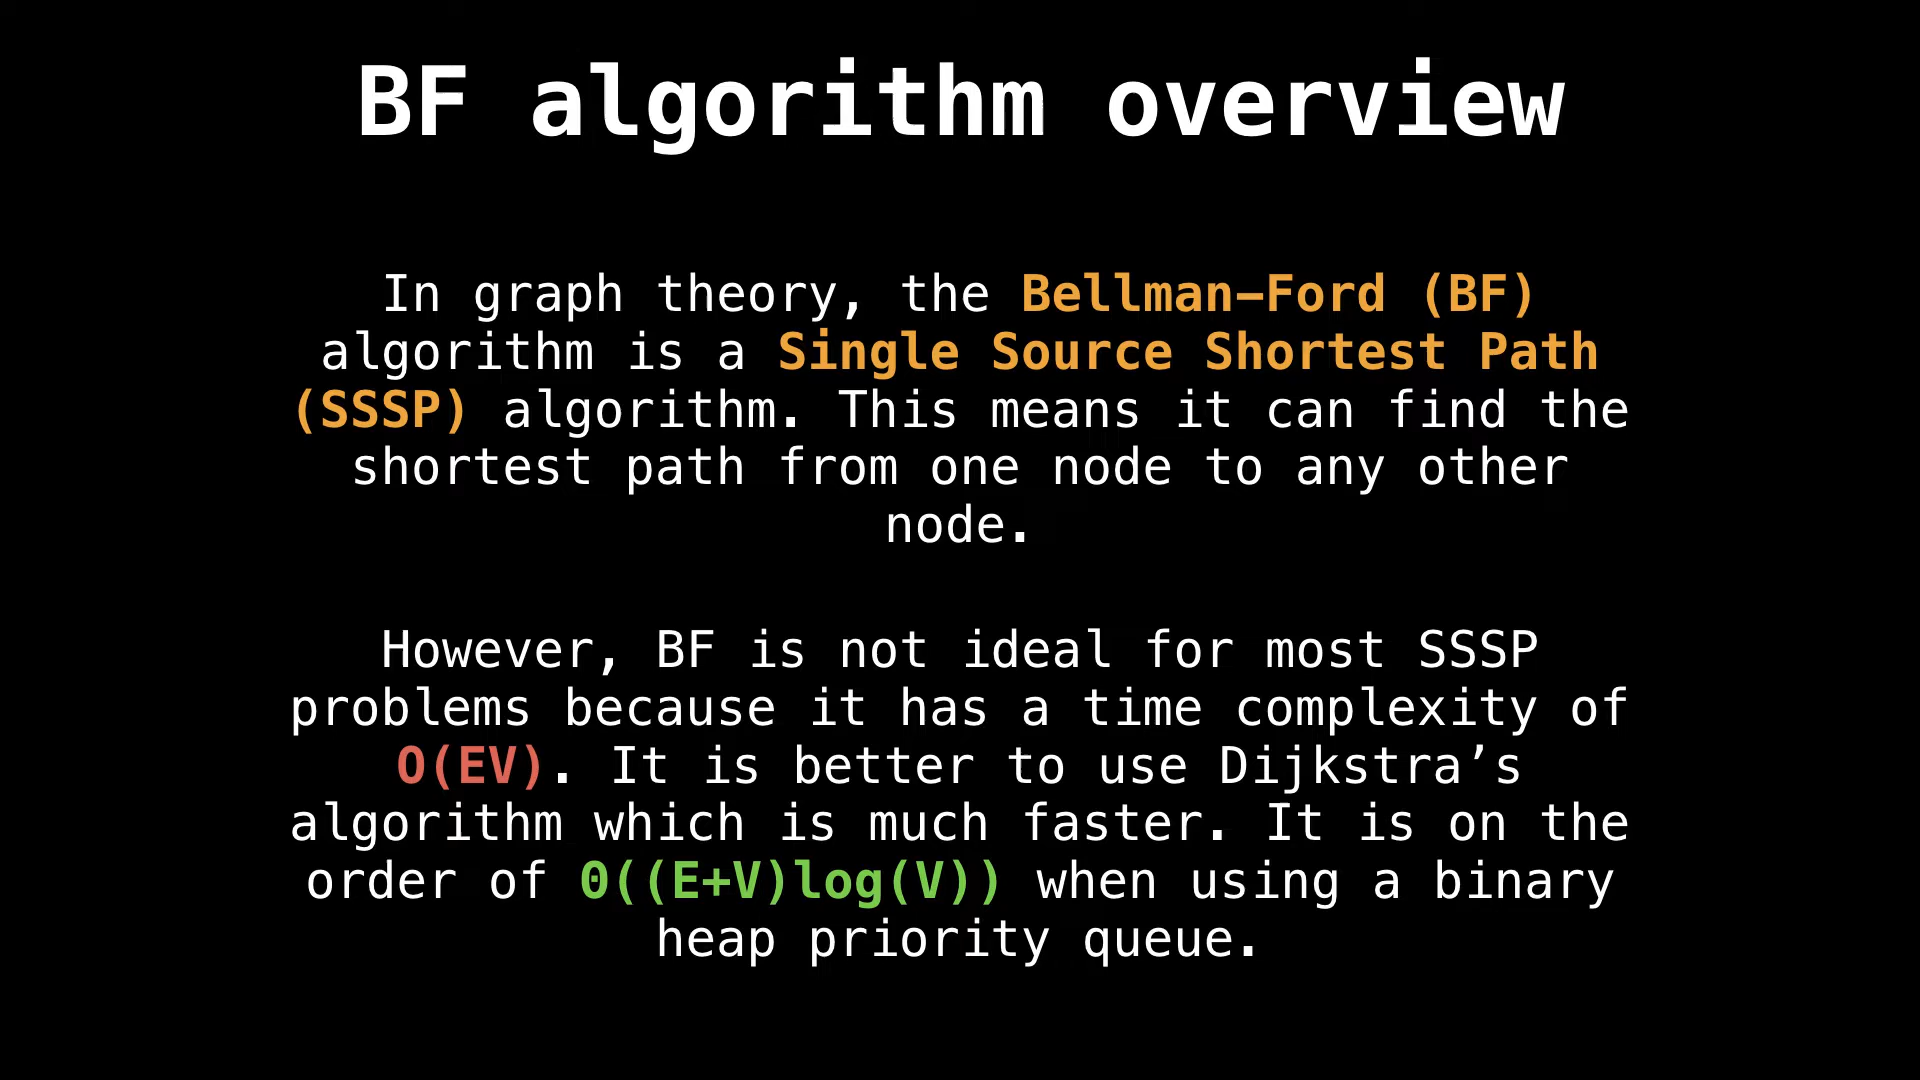 BF algorithm overview
In graph theory, the Bellman–Ford (BF)
algorithm is a Single Source Shortest Path
(SSSP) algorithm. This means it can find the
shortest path from one node to any other
node.
However, BF is not ideal for most SSSP
problems because it has a time complexity of
O(EV). It is better to use Dijkstra’s
algorithm which is much faster. It is on the
order of 0((E+V)log(V)) when using a binary
heap priority queue.